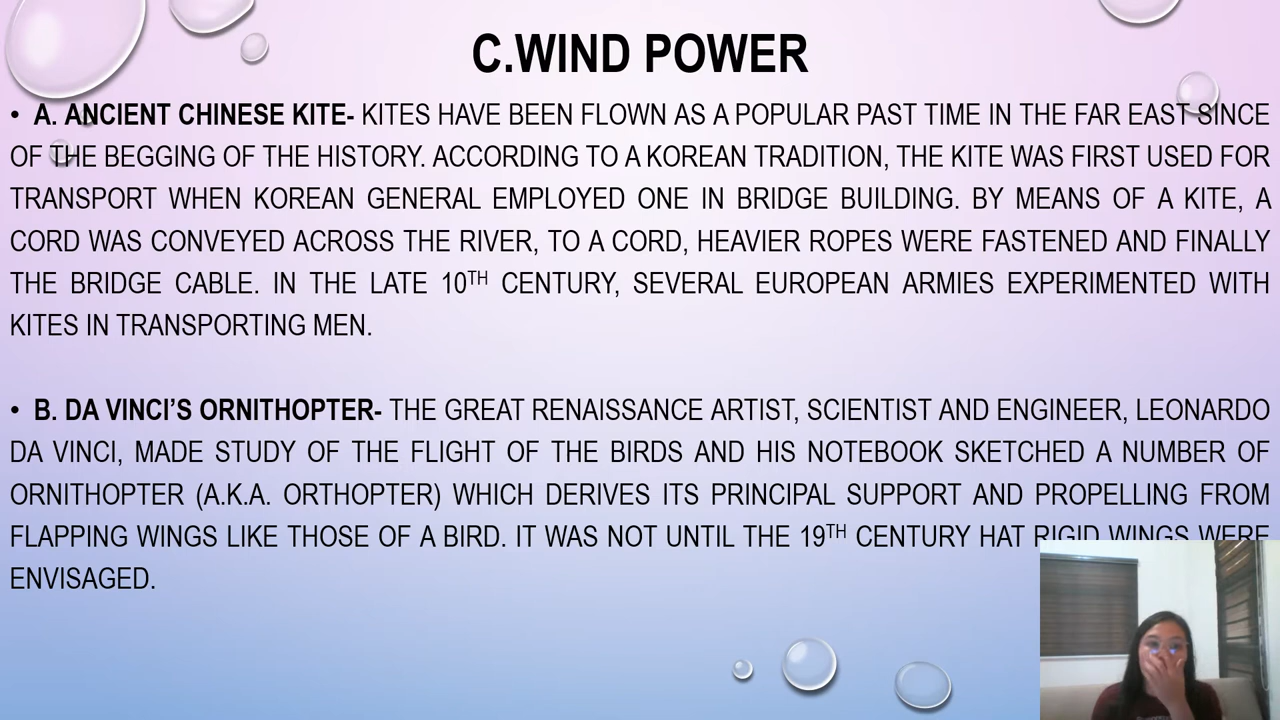 C.WIND POWER
• A. ANCIENT CHINESE KITE- KITES HAVE BEEN FLOWN AS A POPULAR PAST TIME IN THE FAR EAST SINCE
OF THE BEGGING OF THE HISTORY. ACCORDING TO A KOREAN TRADITION, THE KITE WAS FIRST USED FOR
TRANSPORT WHEN KOREAN GENERAL EMPLOYED ONE IN BRIDGE BUILDING. BY MEANS OF A KITE, A
CORD WAS CONVEYED ACROSS THE RIVER, TO A CORD, HEAVIER ROPES WERE FASTENED AND FINALLY
THE BRIDGE CABLE. IN THE LATE 10TH CENTURY, SEVERAL EUROPEAN ARMIES EXPERIMENTED WITH
KITES IN TRANSPORTING MEN.
• B. DA VINCI’S ORNITHOPTER- THE GREAT RENAISSANCE ARTIST, SCIENTIST AND ENGINEER, LEONARDO
DA VINCI, MADE STUDY OF THE FLIGHT OF THE BIRDS AND HIS NOTEBOOK SKETCHED A NUMBER OF
ORNITHOPTER (A.K.A. ORTHOPTER) WHICH DERIVES ITS PRINCIPAL SUPPORT AND PROPELLING FROM
FLAPPING WINGS LIKE THOSE OF A BIRD. IT WAS NOT UNTIL THE 19TH CENTURY HAT RIGID WINGS WERE
ENVISAGED.